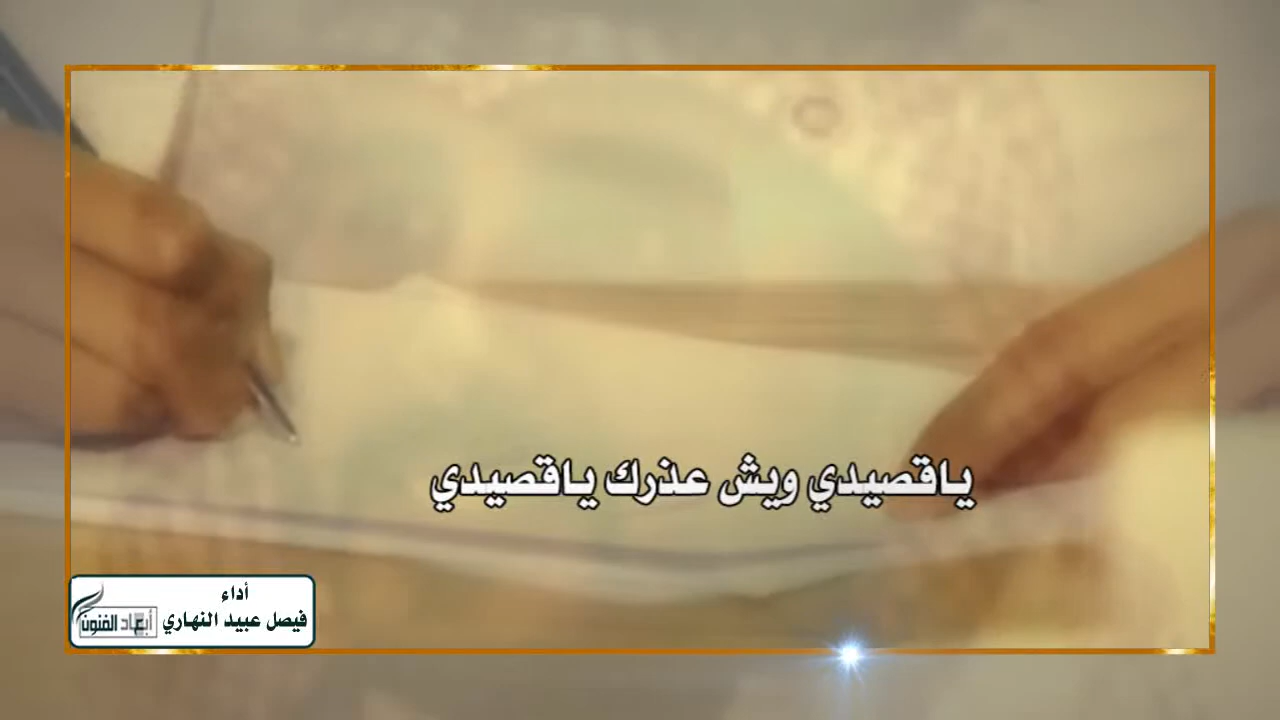 ياقصيدي ويش عذرك ياقصيدي
أداء
فيصل عبيد النهاري
أبعاد الفنون